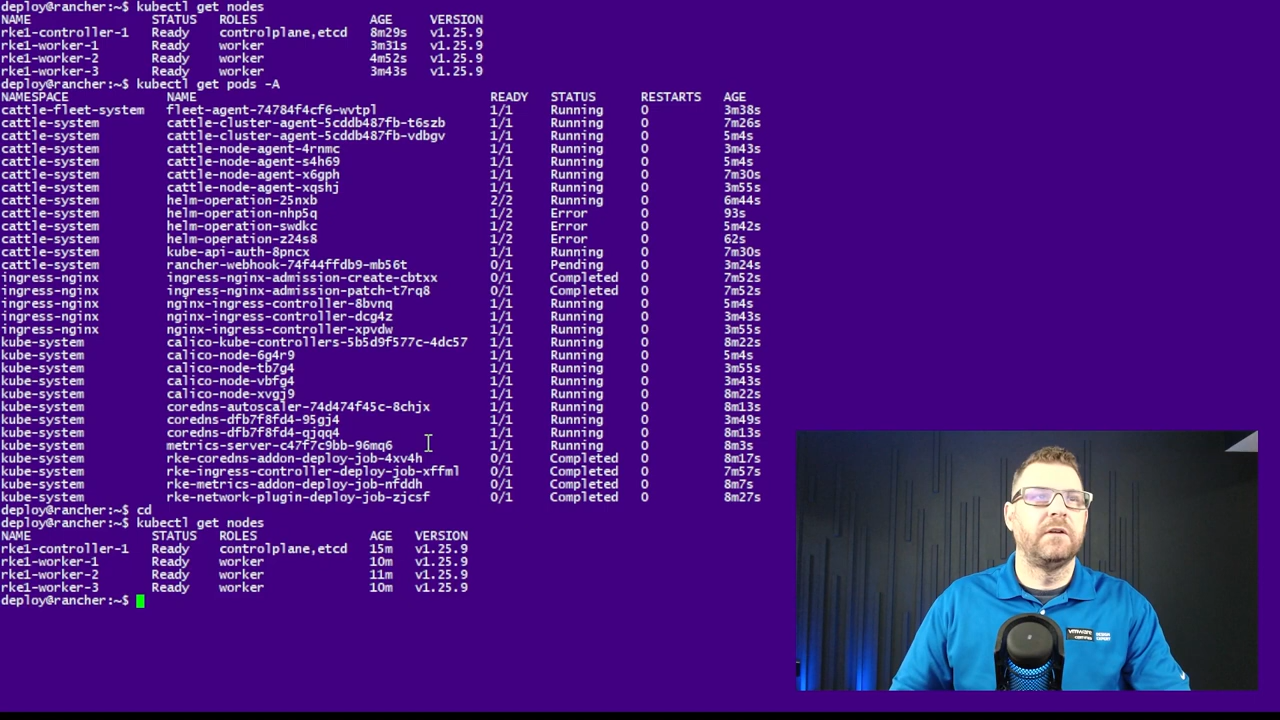 deploy@rancher:~$ kubectl get nodes
NAME STATUS ROLES AGE VERSION
rke1-controller-1 Ready controlplane,etcd 8m29s v1.25.9
rke1-worker-1 Ready worker 3m31s v1.25.9
rke1-worker-2 Ready worker 4m52s v1.25.9
rke1-worker-3 Ready worker 3m43s v1.25.9
deploy@rancher:~$ kubectl get pods -A
NAMESPACE NAME READY STATUS RESTARTS AGE
cattle-fleet-system fleet-agent-74784f4cf6-wvtpl 1/1 Running 0 3m38s
cattle-system cattle-cluster-agent-5cddb487fb-t6szb 1/1 Running 0 7m26s
cattle-system cattle-cluster-agent-5cddb487fb-vdbgv 1/1 Running 0 5m4s
cattle-system cattle-node-agent-4rnmc 1/1 Running 0 3m43s
cattle-system cattle-node-agent-s4h69 1/1 Running 0 5m4s
cattle-system cattle-node-agent-x6gph 1/1 Running 0 7m30s
cattle-system cattle-node-agent-xqshj 1/1 Running 0 3m55s
cattle-system helm-operation-25nxb 2/2 Running 0 6m44s
cattle-system helm-operation-nhp5q 1/2 Error 0 93s
cattle-system helm-operation-swdkc 1/2 Error 0 5m42s
cattle-system helm-operation-z24s8 1/2 Error 0 62s
cattle-system kube-api-auth-8pncx 1/1 Running 0 7m30s
cattle-system rancher-webhook-74f44ffdb9-mb56t 0/1 Pending 0 3m24s
ingress-nginx ingress-nginx-admission-create-cbtxx 0/1 Completed 0 7m52s
ingress-nginx ingress-nginx-admission-patch-t7rq8 0/1 Completed 0 7m52s
ingress-nginx nginx-ingress-controller-8bvnq 1/1 Running 0 5m4s
ingress-nginx nginx-ingress-controller-dcg4z 1/1 Running 0 3m43s
ingress-nginx nginx-ingress-controller-xpvdw 1/1 Running 0 3m55s
kube-system calico-kube-controllers-5b5d9f577c-4dc57 1/1 Running 0 8m22s
kube-system calico-node-6g4r9 1/1 Running 0 5m4s
kube-system calico-node-tb7g4 1/1 Running 0 3m55s
kube-system calico-node-vbfg4 1/1 Running 0 3m43s
kube-system calico-node-xvgj9 1/1 Running 0 8m22s
kube-system coredns-autoscaler-74d474f45c-8chjx 1/1 Running 0 8m13s
kube-system coredns-dfb7f8fd4-95gj4 1/1 Running 0 3m49s
kube-system coredns-dfb7f8fd4-qjqq4 1/1 Running 0 8m13s
kube-system metrics-server-c47f7c9bb-96mq6 1/1 Running 0 8m3s
kube-system rke-coredns-addon-deploy-job-4xv4h 0/1 Completed 0 8m17s
kube-system rke-ingress-controller-deploy-job-xffml 0/1 Completed 0 7m57s
kube-system rke-metrics-addon-deploy-job-nfddh 0/1 Completed 0 8m7s
kube-system rke-network-plugin-deploy-job-zjcsf 0/1 Completed 0 8m27s
deploy@rancher:~$ cd
deploy@rancher:~$ kubectl get nodes
NAME STATUS ROLES AGE VERSION
rke1-controller-1 Ready controlplane,etcd 15m v1.25.9
rke1-worker-1 Ready worker 10m v1.25.9
rke1-worker-2 Ready worker 11m v1.25.9
rke1-worker-3 Ready worker 10m v1.25.9
deploy@rancher:~$
vmware